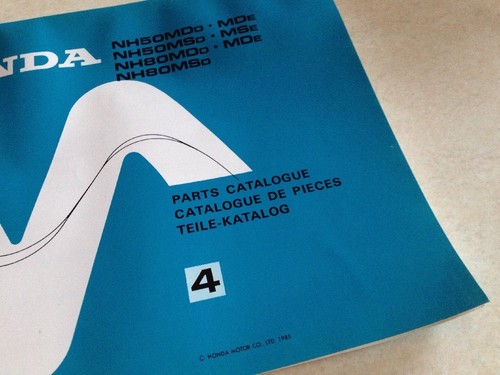 NDA
NH50MDD · MDE
NH50MSD · MSE
NH80MDD · MDE
NH80MSD
PARTS CATALOGUE
CATALOGUE DE PIECES
TEILE-KATALOG
4
© HONDA MOTOR CO., LTD. 1985